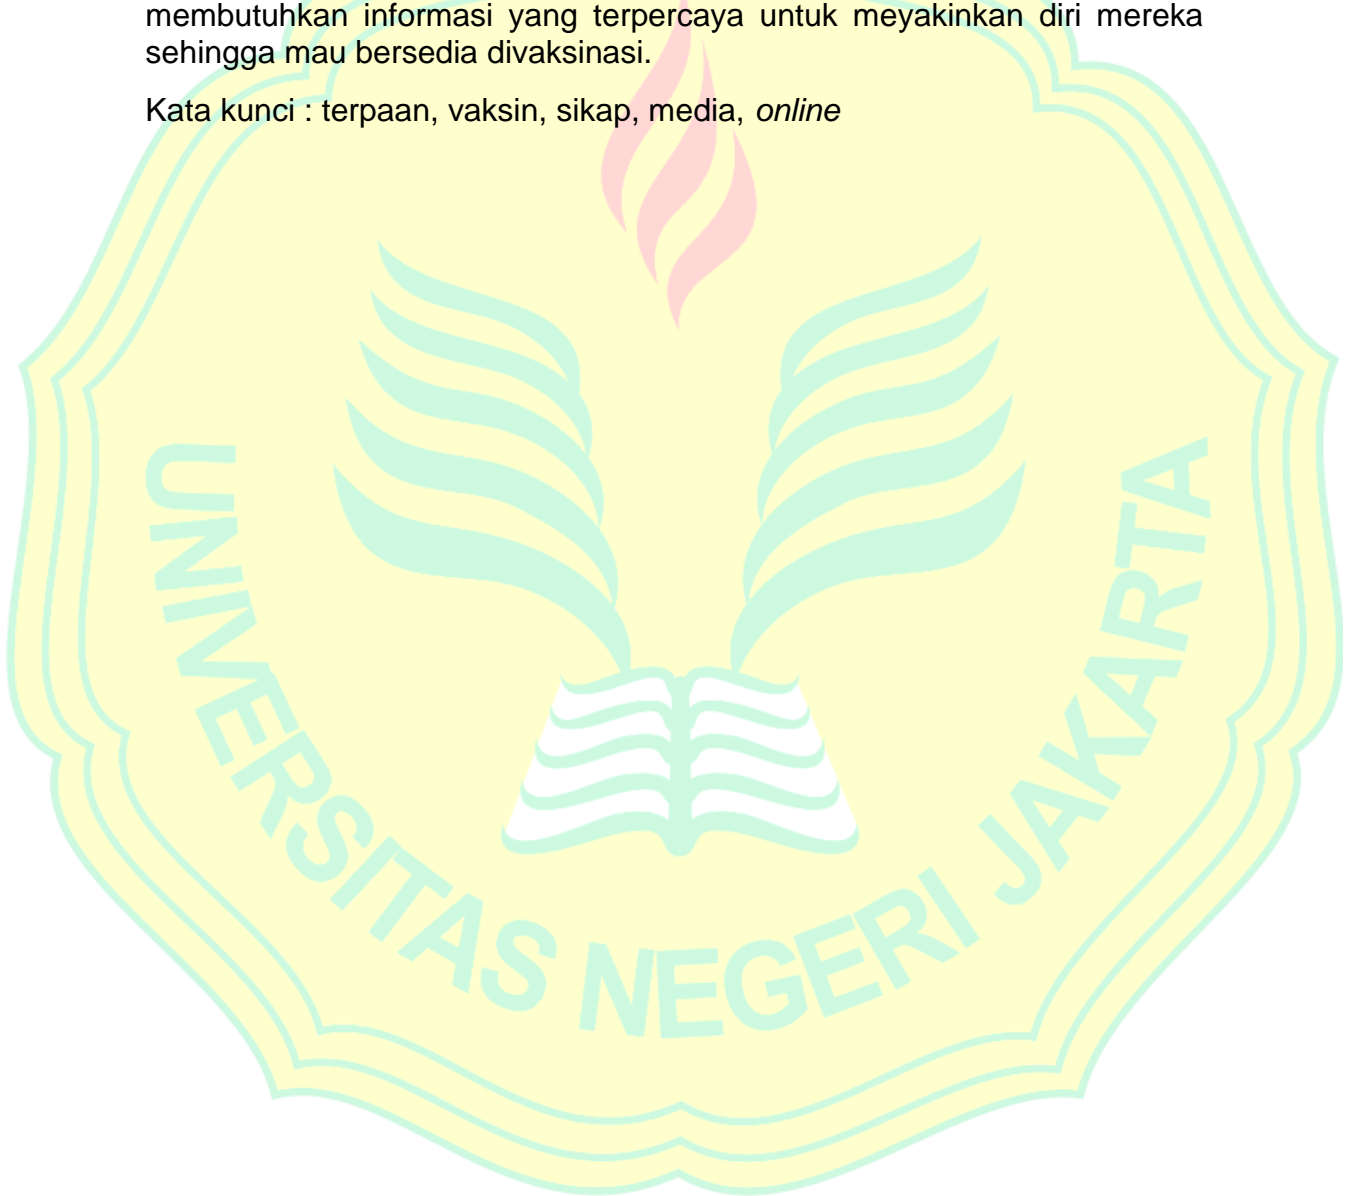 membutuhkan informasi yang terpercaya untuk meyakinkan diri mereka
sehingga mau bersedia divaksinasi.
Kata kunci : terpaan, vaksin, sikap, media, online
UNIVERSITAS NEGERI JAKARTA